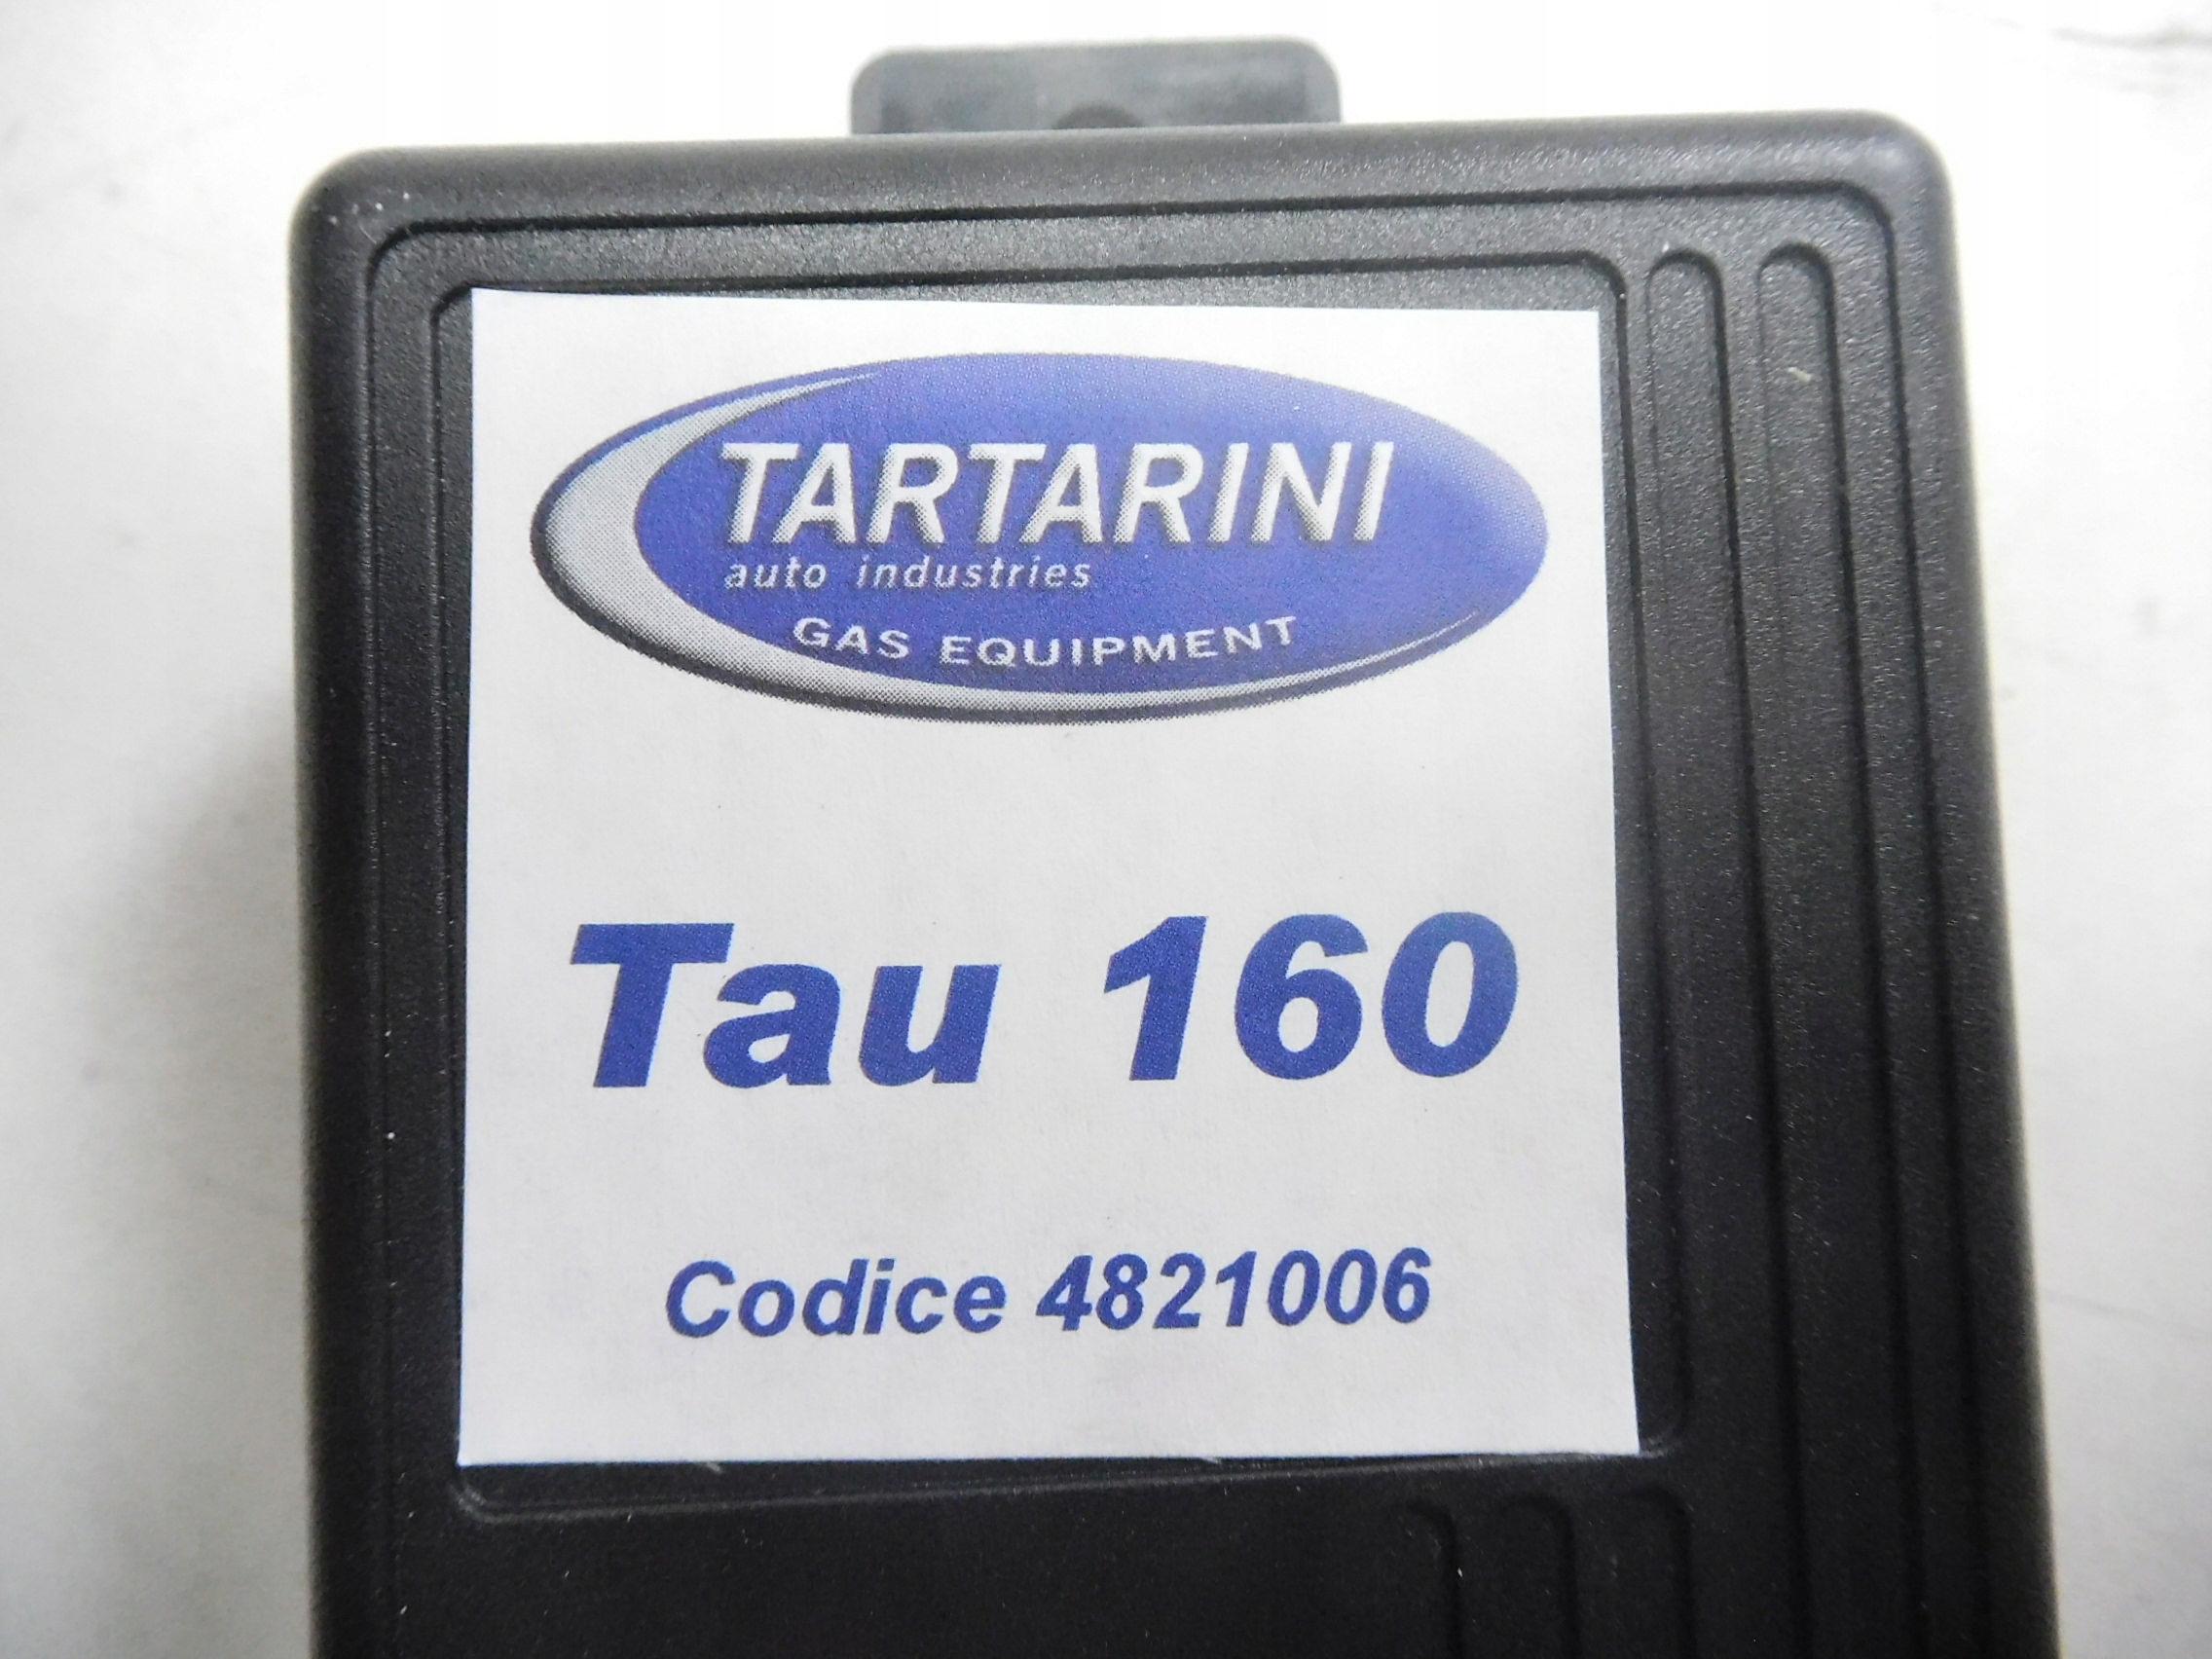 TARTARINI
auto industries
GAS EQUIPMENT
Tau 160
Codice 4821006